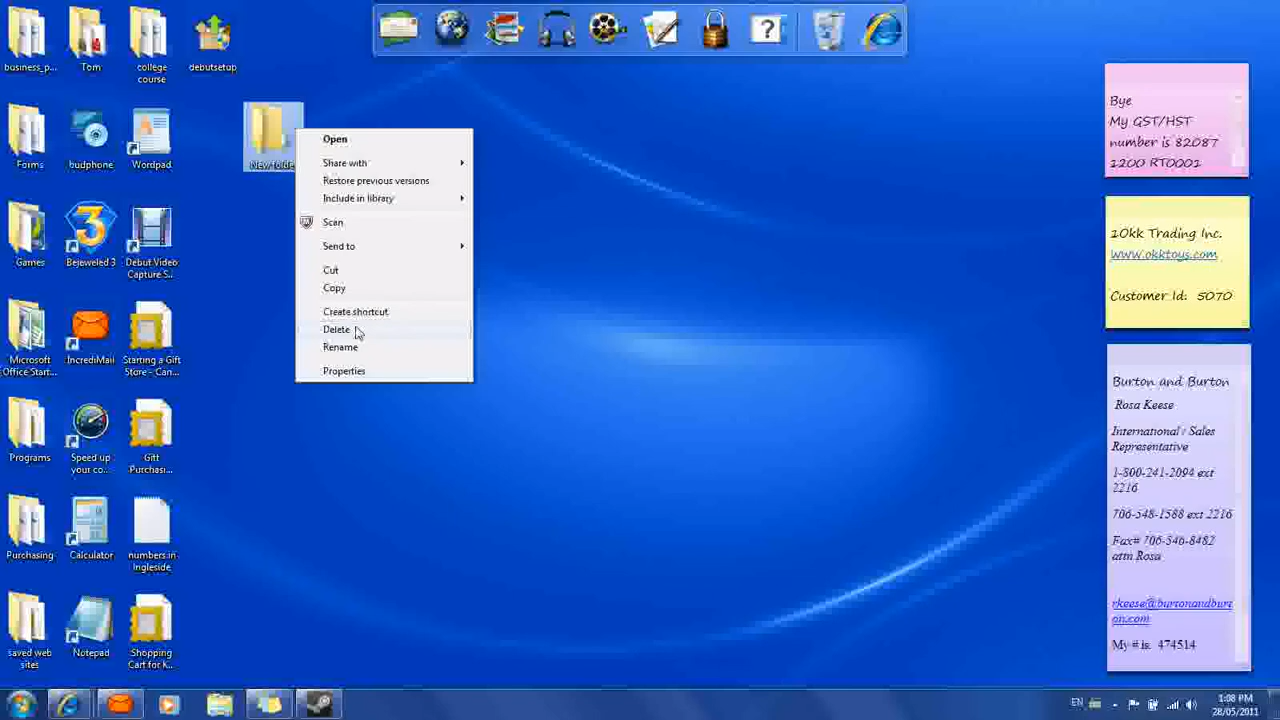 business_p...
Tom
college
course
debutsetup
Forms
budphone
Wordpad
Games
Bejeweled 3
Debut Video
Capture S...
Microsoft
Office Start...
IncrediMail
Starting a Gift
Store - Can...
Programs
Speed up
your co...
Gift
Purchasi...
Purchasing
Calculator
numbers in
Ingleside
saved web
sites
Notepad
Shopping
Cart for K...
New folde
Open
Share with
Restore previous versions
Include in library
Scan
Send to
Cut
Copy
Create shortcut
Delete
Rename
Properties
?
Bye
My GST/HST
number is 82087
1200 RT0001
10kk Trading Inc.
www.okktoys.com
Customer Id: 5070
Burton and Burton
Rosa Keese
International's Sales
Representative
1-800-241-2094 ext
2216
706-548-1588 ext 2216
Fax# 706-546-8482
attn Rosa
rkeese@burtonandburt
on.com
My # is 474514
EN
1:08 PM
28/05/2011